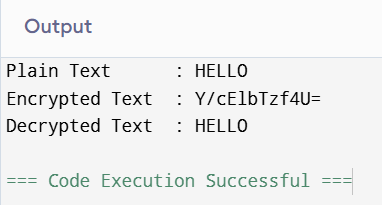 Output
Plain Text      : HELLO
Encrypted Text  : Y/cElbTzf4U=
Decrypted Text  : HELLO
=== Code Execution Successful ===